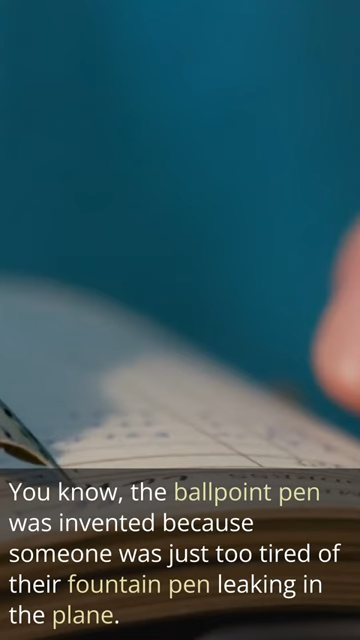 You know, the ballpoint pen
was invented because
someone was just too tired of
their fountain pen leaking in
the plane.